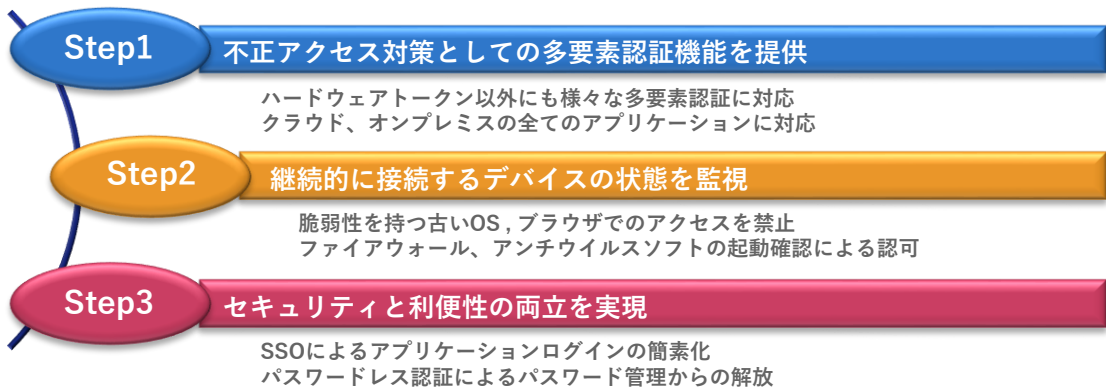 Step1
不正アクセス対策としての多要素認証機能を提供
ハードウェアトークン以外にも様々な多要素認証に対応
クラウド、オンプレミスの全てのアプリケーションに対応
Step2
継続的に接続するデバイスの状態を監視
脆弱性を持つ古いOS , ブラウザでのアクセスを禁止
ファイアウォール、アンチウイルスソフトの起動確認による認可
Step3
セキュリティと利便性の両立を実現
SSOによるアプリケーションログインの簡素化
パスワードレス認証によるパスワード管理からの解放